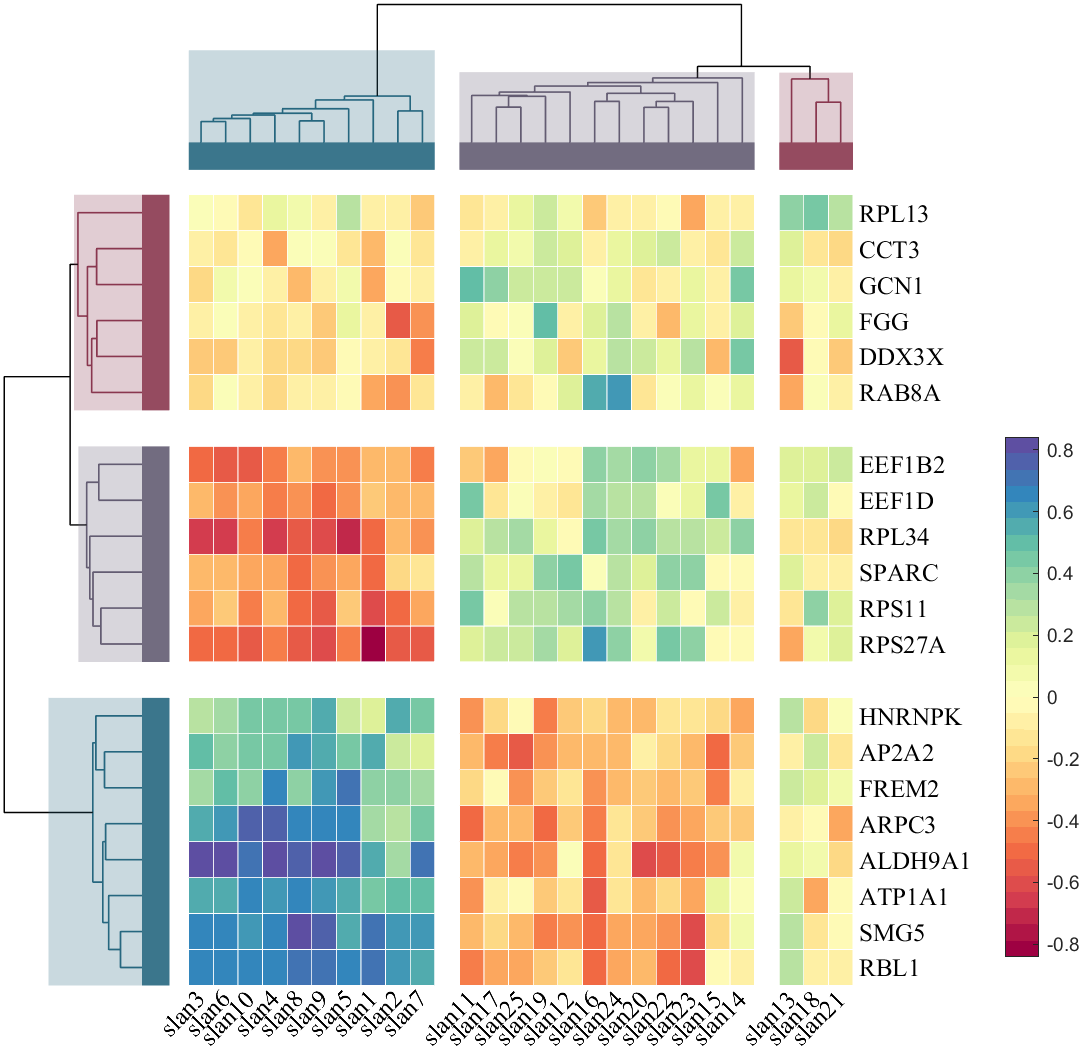 RPL13
CCT3
GCN1
FGG
DDX3X
RAB8A
EEF1B2
EEF1D
RPL34
SPARC
RPS11
RPS27A
HNRNPK
AP2A2
FREM2
ARPC3
ALDH9A1
ATP1A1
SMG5
RBL1
0.8
0.6
0.4
0.2
0
-0.2
-0.4
-0.6
-0.8
slan3
slan6
slan10
slan4
slan8
slan9
slan5
slan1
slan2
slan7
slan11
slan17
slan25
slan19
slan12
slan16
slan24
slan20
slan22
slan23
slan15
slan14
slan13
slan18
slan21